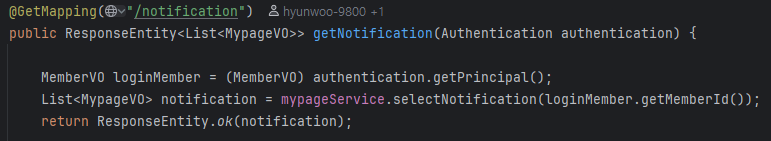 @GetMapping("/notification") hyunwoo-9800 +1
public ResponseEntity<List<MypageVO>> getNotification(Authentication authentication) {
MemberVO loginMember = (MemberVO) authentication.getPrincipal();
List<MypageVO> notification = mypageService.selectNotification(loginMember.getMemberId());
return ResponseEntity.ok(notification);